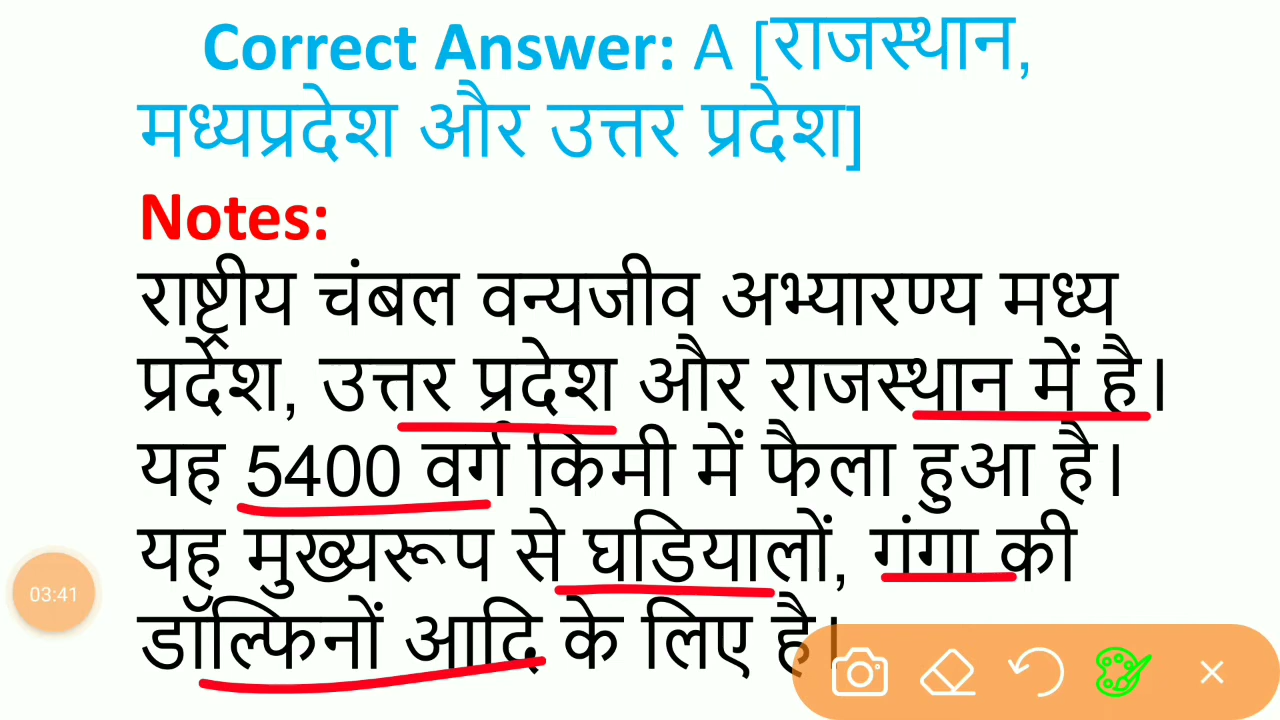 Correct Answer: A [राजस्थान,
मध्यप्रदेश और उत्तर प्रदेश]
Notes:
राष्ट्रीय चंबल वन्यजीव अभ्यारण्य मध्य
प्रदेश, उत्तर प्रदेश और राजस्थान में है।
यह 5400 वर्ग किमी में फैला हुआ है।
यह मुख्यरूप से घडियालों, गंगा की
डॉल्फिनों आदि के लिए है।
03:41